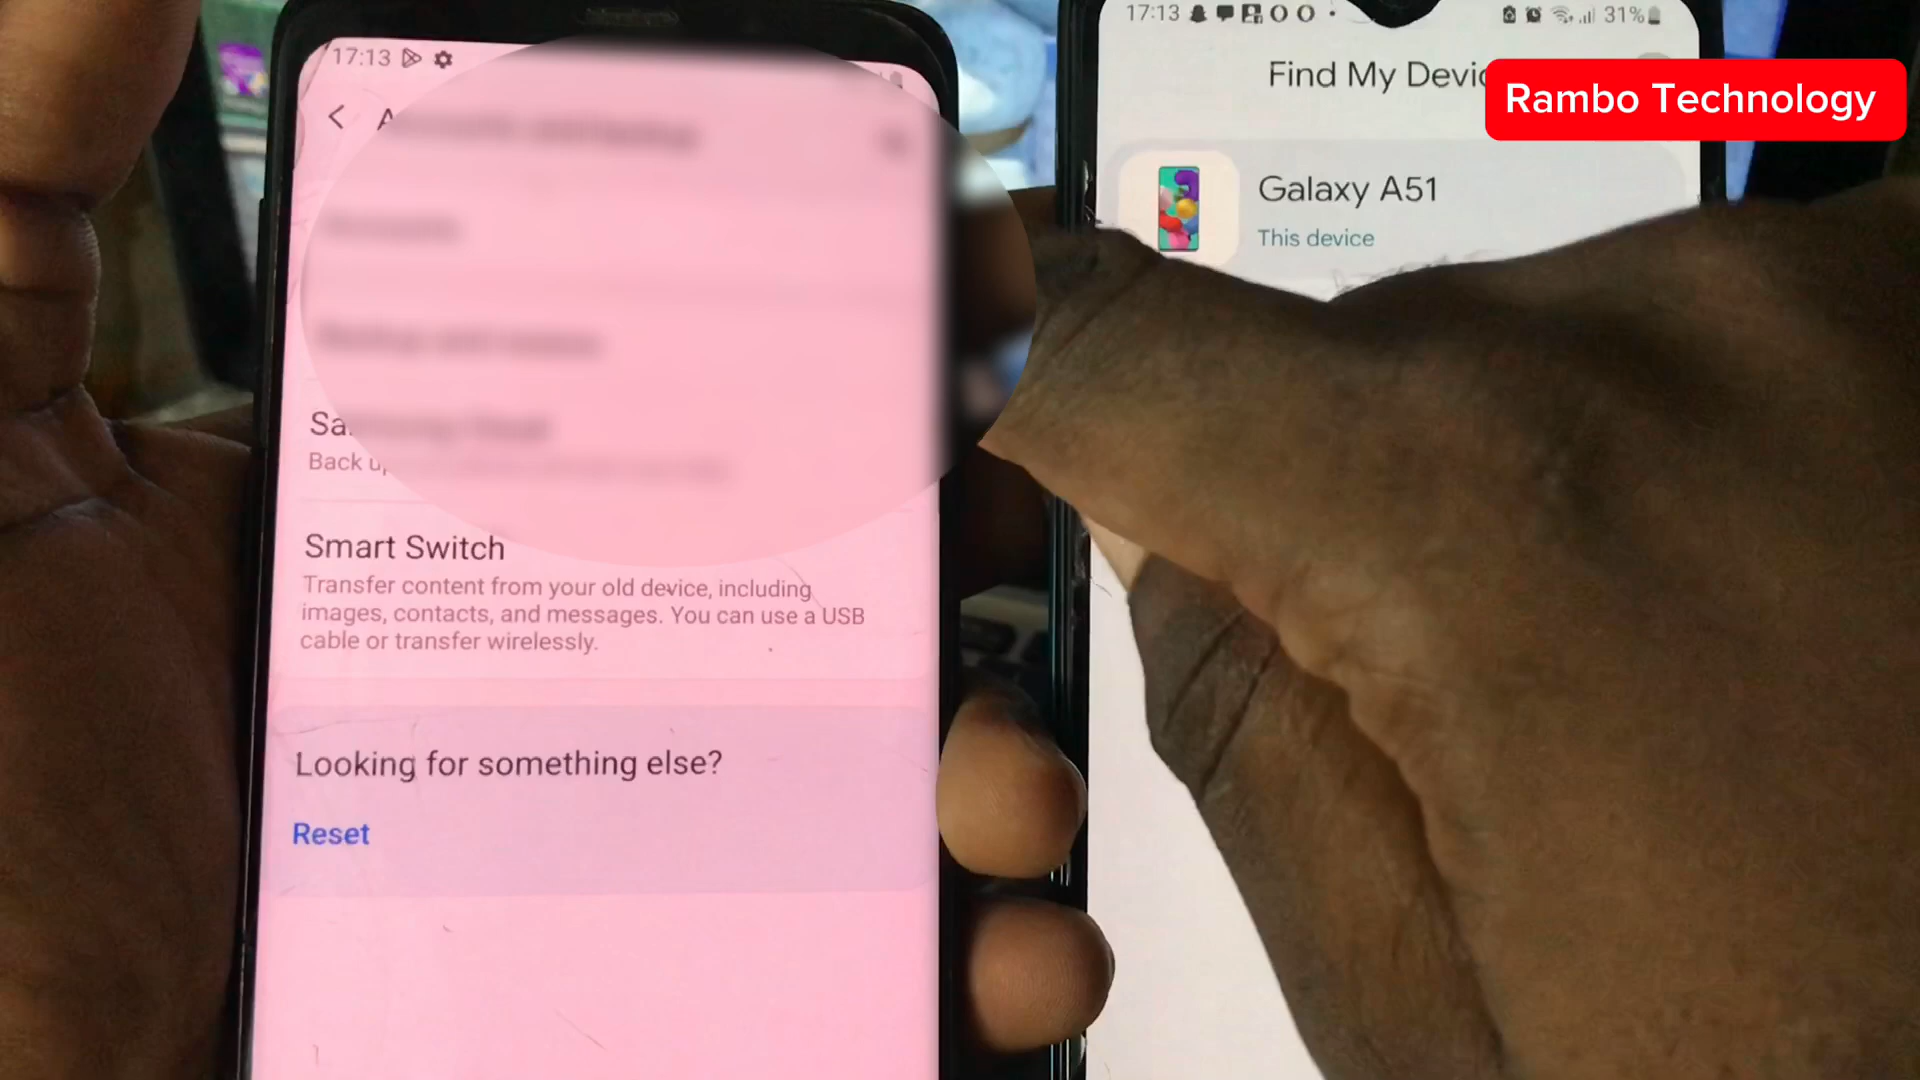 17:13
Smart Switch
Transfer content from your old device, including
images, contacts, and messages. You can use a USB
cable or transfer wirelessly.
Looking for something else?
Reset
17:13 31%
Find My
Rambo Technology
Galaxy A51
This device